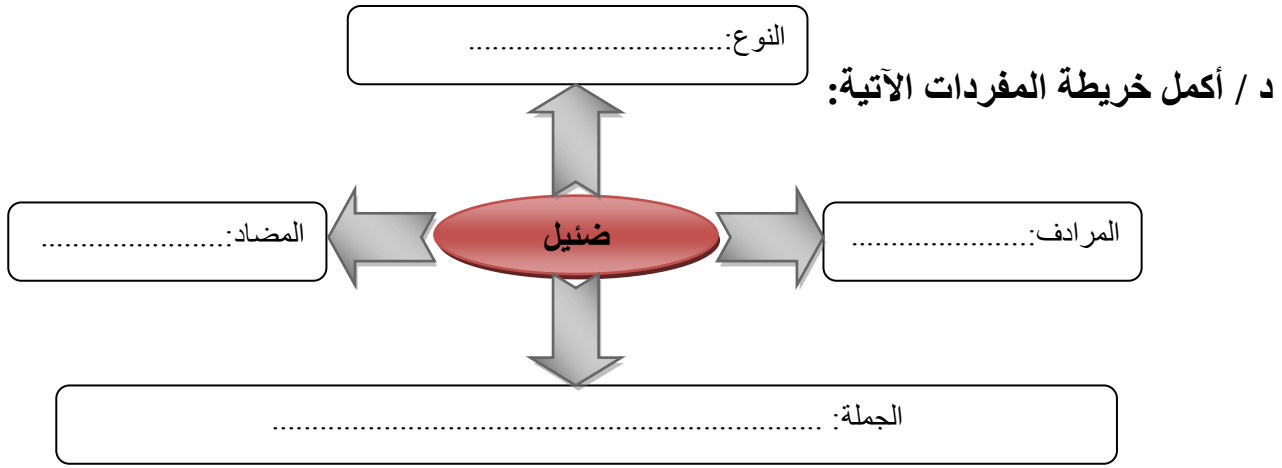 النوع:.................................
د / أكمل خريطة المفردات الآتية:
المرادف:.......................
ضئيل
المضاد:........................
الجملة: ......................................................................